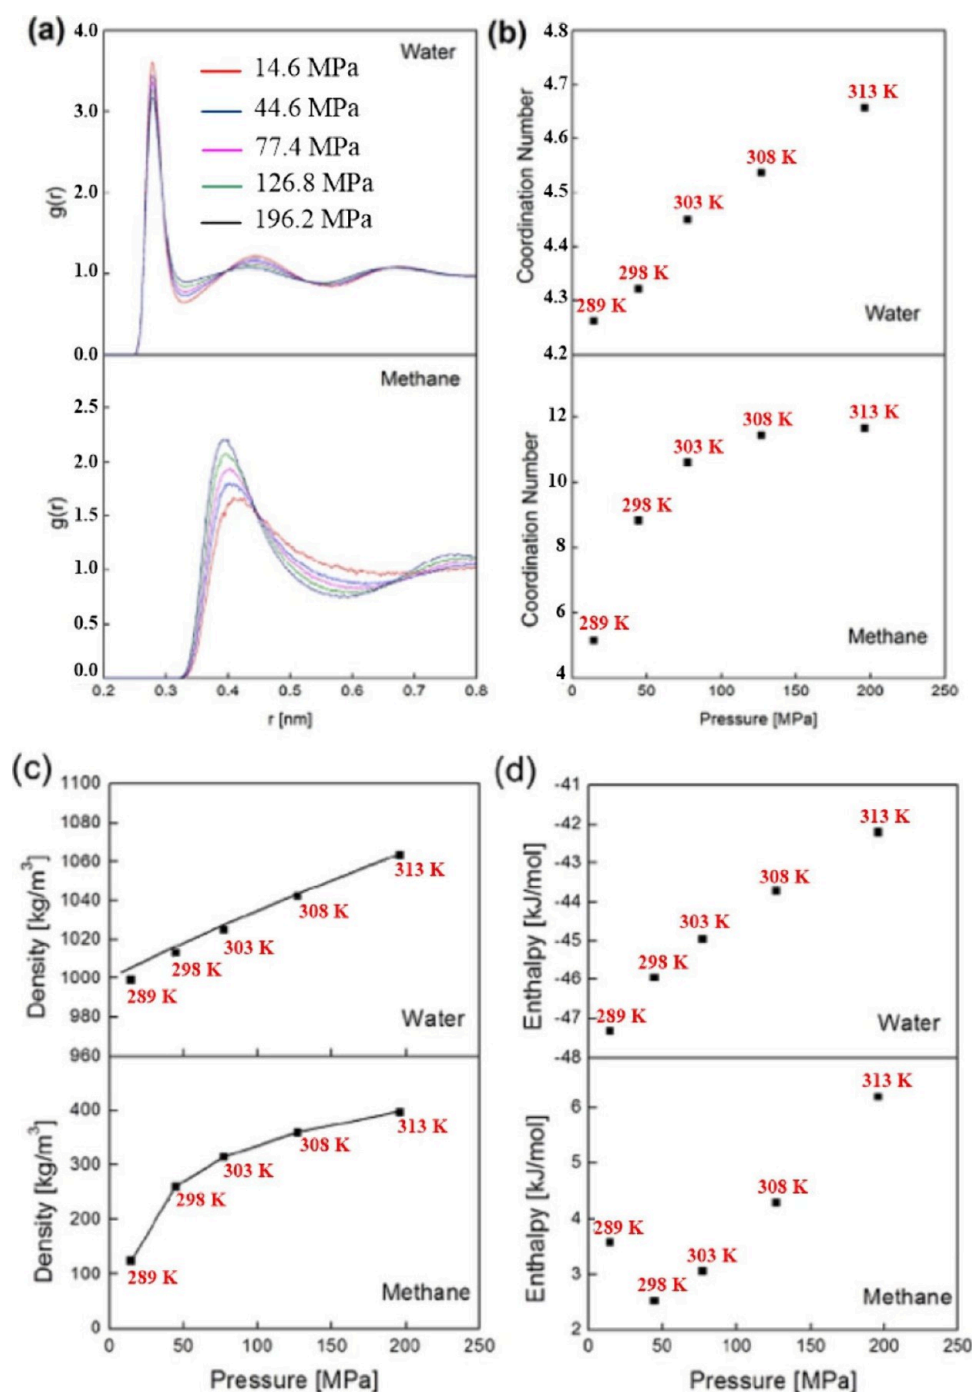 (a)
4.0
3.0
2.0
1.0
0.0
g(r)
Water
14.6 MPa
44.6 MPa
77.4 MPa
126.8 MPa
196.2 MPa
2.5
2.0
1.5
1.0
0.5
0.0
g(r)
Methane
0.2 0.3 0.4 0.5 0.6 0.7 0.8
r [nm]
(b)
4.8
4.7
4.6
4.5
4.4
4.3
4.2
Coordination Number
289 K
298 K
303 K
308 K
313 K
Water
12
10
8
6
4
Coordination Number
289 K
298 K
303 K
308 K
313 K
Methane
0 50 100 150 200 250
Pressure [MPa]
(c)
1100
1080
1060
1040
1020
1000
980
960
Density [kg/m³]
289 K
298 K
303 K
308 K
313 K
Water
400
300
200
100
0
Density [kg/m³]
289 K
298 K
303 K
308 K
313 K
Methane
0 50 100 150 200 250
Pressure [MPa]
(d)
-41
-42
-43
-44
-45
-46
-47
-48
Enthalpy [kJ/mol]
289 K
298 K
303 K
308 K
313 K
Water
6
5
4
3
2
Enthalpy [kJ/mol]
289 K
298 K
303 K
308 K
313 K
Methane
0 50 100 150 200 250
Pressure [MPa]